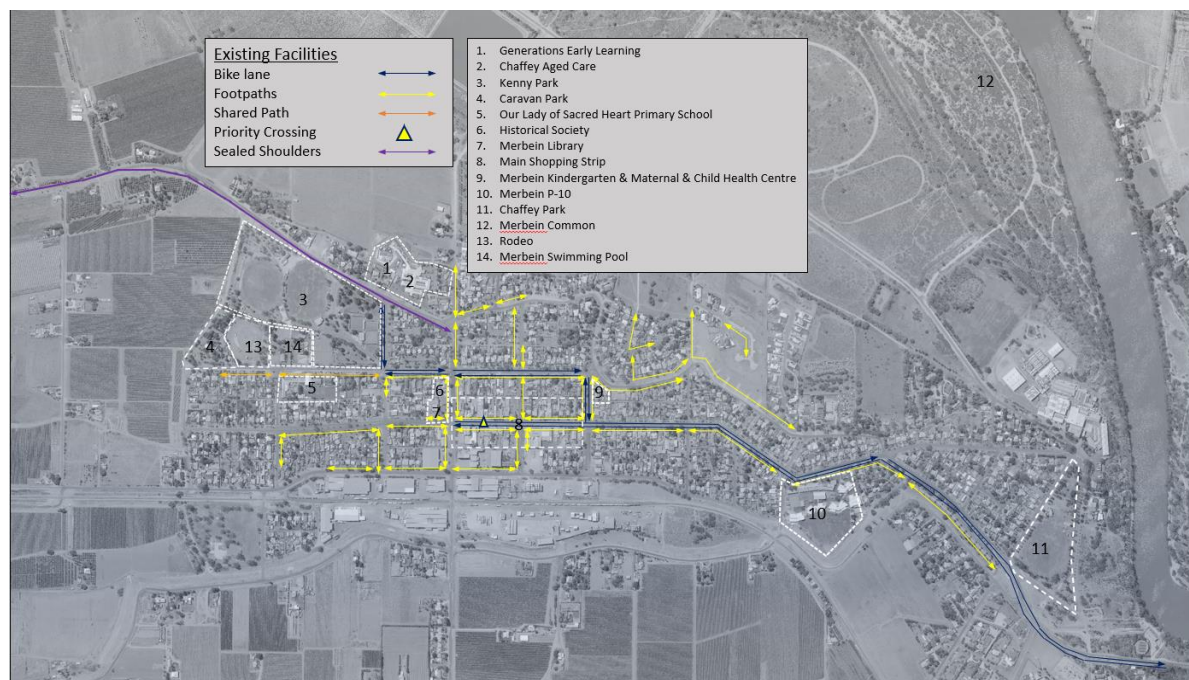 Existing Facilities
Bike lane
Footpaths
Shared Path
Priority Crossing
Sealed Shoulders
1. Generations Early Learning
2. Chaffey Aged Care
3. Kenny Park
4. Caravan Park
5. Our Lady of Sacred Heart Primary School
6. Historical Society
7. Merbein Library
8. Main Shopping Strip
9. Merbein Kindergarten & Maternal & Child Health Centre
10. Merbein P-10
11. Chaffey Park
12. Merbein Common
13. Rodeo
14. Merbein Swimming Pool
12
1
2
3
4
13
14
5
6
7
8
9
10
11